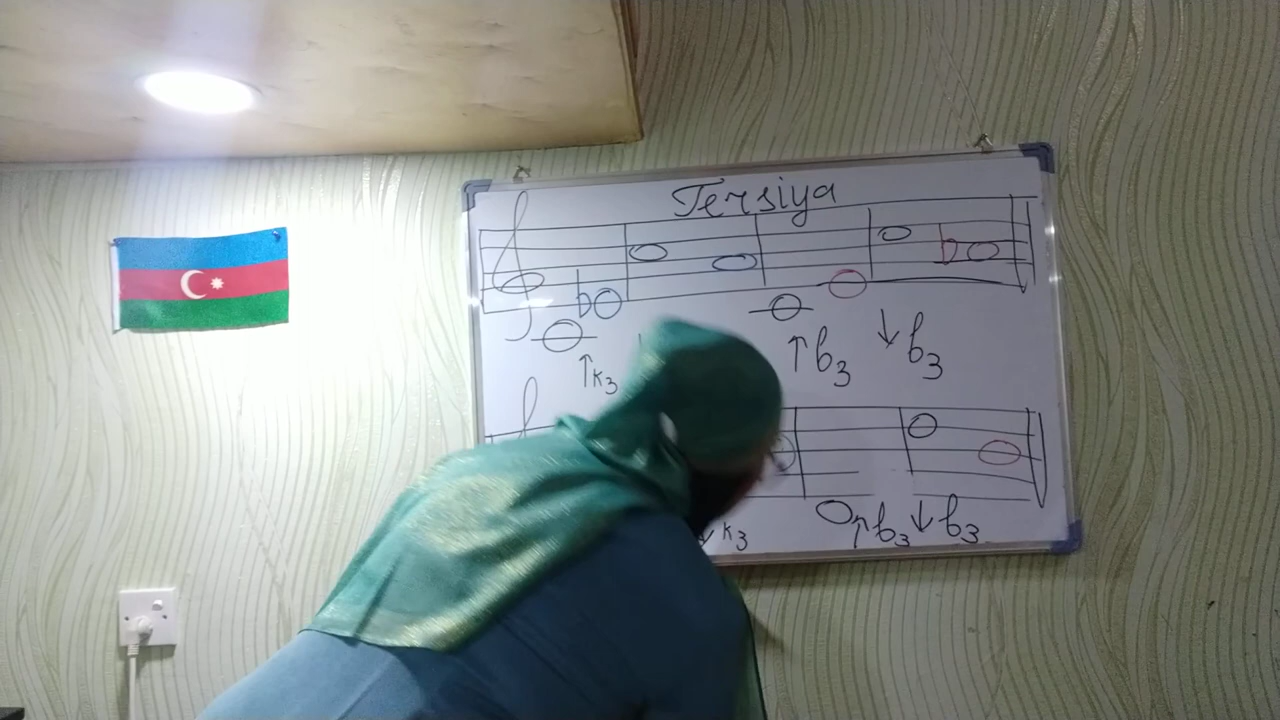 Tersiya
↑K3 ↑b3 ↓b3
↓K3 ↑b3 ↓b3